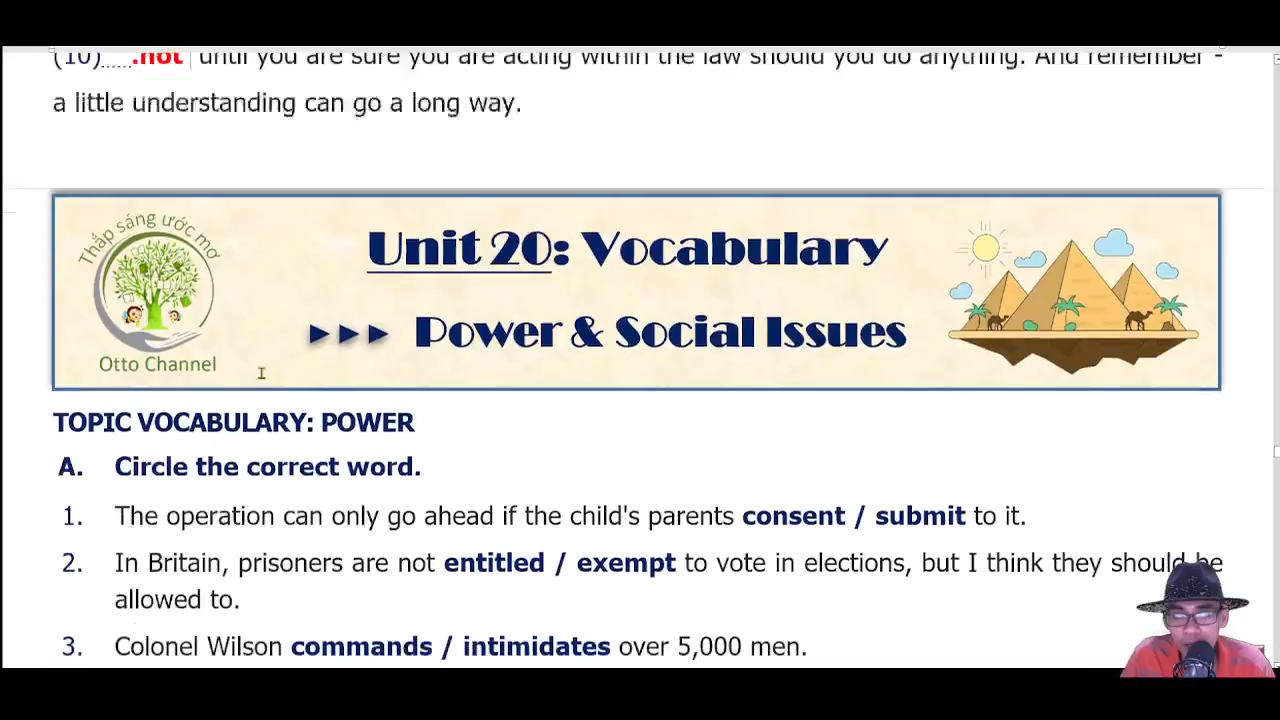 (10).....not until you are sure you are acting within the law should you do anything. And remember -
a little understanding can go a long way.
Thắp sáng ước mơ
Otto Channel
Unit 20: Vocabulary
►►► Power & Social Issues
TOPIC VOCABULARY: POWER
A. Circle the correct word.
1. The operation can only go ahead if the child's parents consent / submit to it.
2. In Britain, prisoners are not entitled / exempt to vote in elections, but I think they should be
allowed to.
3. Colonel Wilson commands / intimidates over 5,000 men.